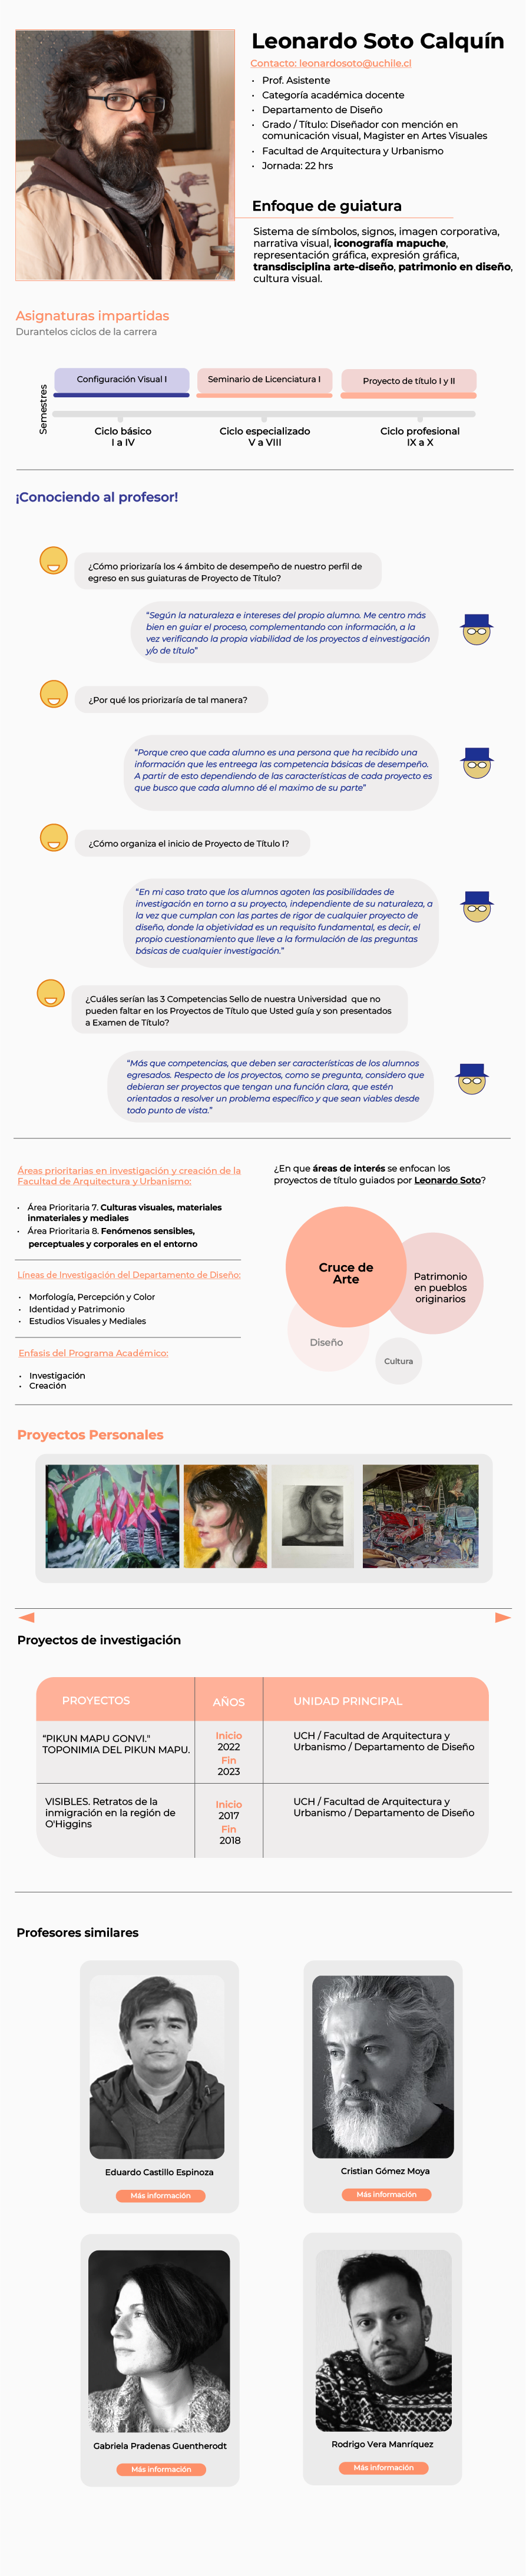 Leonardo Soto Calquín
Contacto: leonardosoto@uchile.cl
• Prof. Asistente
• Categoría académica docente
• Departamento de Diseño
• Grado / Título: Diseñador con mención en
comunicación visual, Magister en Artes Visuales
• Facultad de Arquitectura y Urbanismo
• Jornada: 22 hrs
Enfoque de guiatura
Sistema de símbolos, signos, imagen corporativa,
narrativa visual, iconografía mapuche,
representación gráfica, expresión gráfica,
transdisciplina arte-diseño, patrimonio en diseño,
cultura visual.
Asignaturas impartidas
Durantelos ciclos de la carrera
Semestres
Configuración Visual I
Seminario de Licenciatura I
Proyecto de título I y II
Ciclo básico
I a IV
Ciclo especializado
V a VIII
Ciclo profesional
IX a X
¡Conociendo al profesor!
¿Cómo priorizaría los 4 ámbito de desempeño de nuestro perfil de
egreso en sus guiaturas de Proyecto de Título?
“Según la naturaleza e intereses del propio alumno. Me centro más
bien en guiar el proceso, complementando con información, a la
vez verificando la propia viabilidad de los proyectos d einvestigación
y/o de título”
¿Por qué los priorizaría de tal manera?
“Porque creo que cada alumno es una persona que ha recibido una
información que les entreega las competencia básicas de desempeño.
A partir de esto dependiendo de las características de cada proyecto es
que busco que cada alumno dé el maximo de su parte”
¿Cómo organiza el inicio de Proyecto de Título I?
“En mi caso trato que los alumnos agoten las posibilidades de
investigación en torno a su proyecto, independiente de su naturaleza, a
la vez que cumplan con las partes de rigor de cualquier proyecto de
diseño, donde la objetividad es un requisito fundamental, es decir, el
propio cuestionamiento que lleve a la formulación de las preguntas
básicas de cualquier investigación.”
¿Cuáles serían las 3 Competencias Sello de nuestra Universidad que no
pueden faltar en los Proyectos de Título que Usted guía y son presentados
a Examen de Título?
“Más que competencias, que deben ser características de los alumnos
egresados. Respecto de los proyectos, como se pregunta, considero que
debieran ser proyectos que tengan una función clara, que estén
orientados a resolver un problema específico y que sean viables desde
todo punto de vista.”
Áreas prioritarias en investigación y creación de la
Facultad de Arquitectura y Urbanismo:
• Área Prioritaria 7. Culturas visuales, materiales
inmateriales y mediales
• Área Prioritaria 8. Fenómenos sensibles,
perceptuales y corporales en el entorno
Líneas de Investigación del Departamento de Diseño:
• Morfología, Percepción y Color
• Identidad y Patrimonio
• Estudios Visuales y Mediales
Enfasis del Programa Académico:
• Investigación
• Creación
¿En que áreas de interés se enfocan los
proyectos de título guiados por Leonardo Soto?
Cruce de
Arte
Patrimonio
en pueblos
originarios
Diseño
Cultura
Proyectos Personales
Proyectos de investigación
PROYECTOS
AÑOS
UNIDAD PRINCIPAL
“PIKUN MAPU GONVI."
TOPONIMIA DEL PIKUN MAPU.
Inicio
2022
Fin
2023
UCH / Facultad de Arquitectura y
Urbanismo / Departamento de Diseño
VISIBLES. Retratos de la
inmigración en la región de
O'Higgins
Inicio
2017
Fin
2018
UCH / Facultad de Arquitectura y
Urbanismo / Departamento de Diseño
Profesores similares
Eduardo Castillo Espinoza
Más información
Cristian Gómez Moya
Más información
Gabriela Pradenas Guentherodt
Más información
Rodrigo Vera Manríquez
Más información